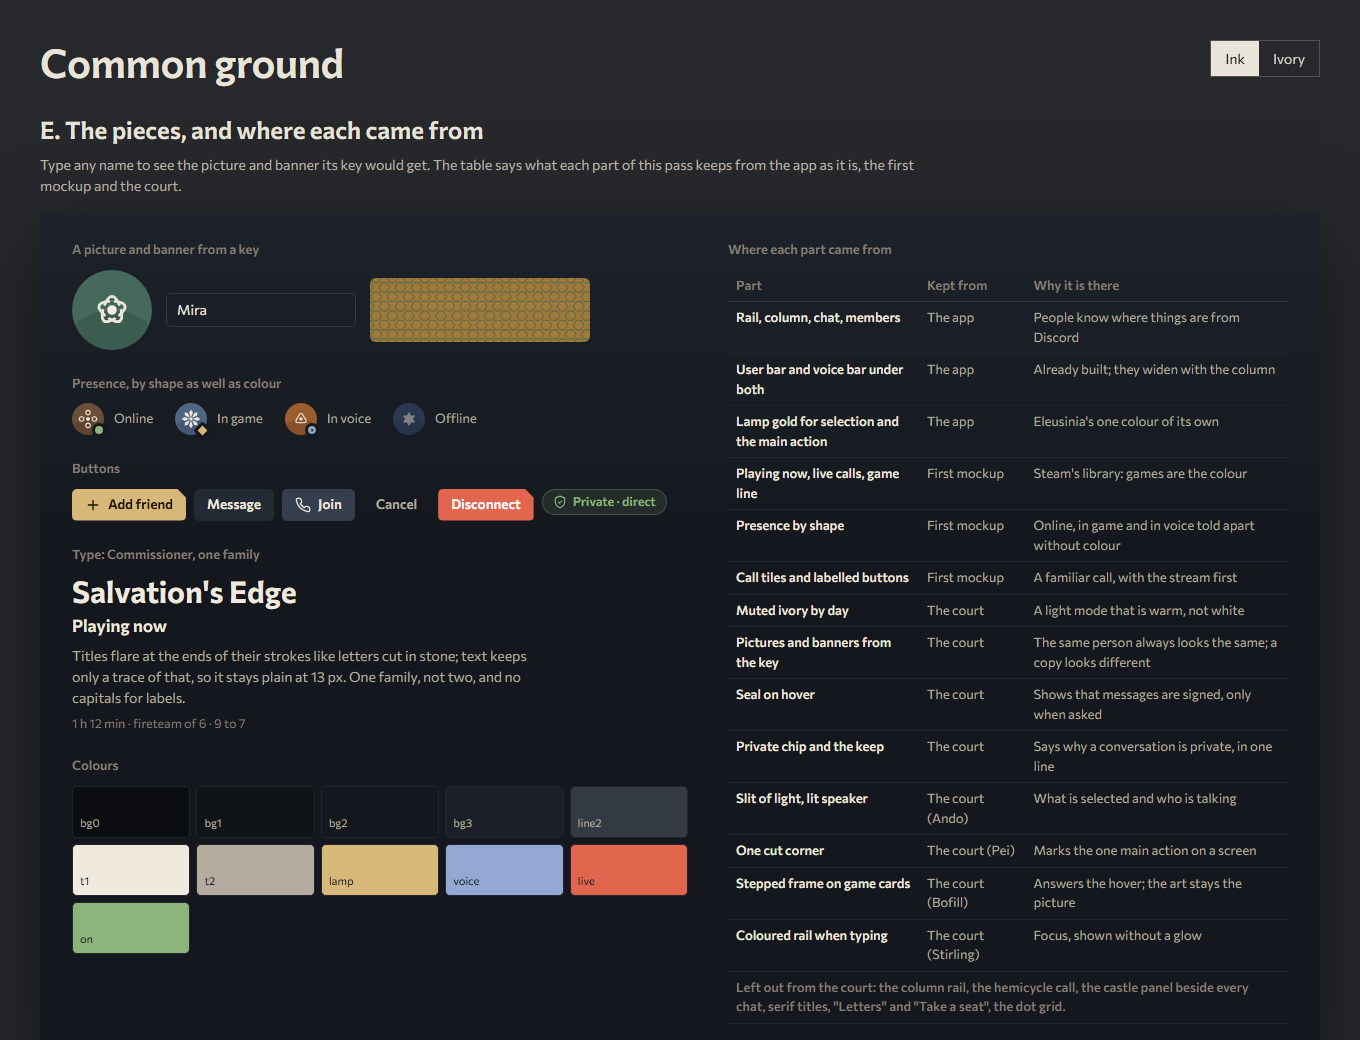 Common ground
Ink
Ivory
E. The pieces, and where each came from
Type any name to see the picture and banner its key would get. The table says what each part of this pass keeps from the app as it is, the first
mockup and the court.
A picture and banner from a key
Mira
Presence, by shape as well as colour
Online
In game
In voice
Offline
Buttons
Add friend
Message
Join
Cancel
Disconnect
Private · direct
Type: Commissioner, one family
Salvation's Edge
Playing now
Titles flare at the ends of their strokes like letters cut in stone; text keeps
only a trace of that, so it stays plain at 13 px. One family, not two, and no
capitals for labels.
1 h 12 min · fireteam of 6 · 9 to 7
Colours
bg0
bg1
bg2
bg3
line2
t1
t2
lamp
voice
live
on
Where each part came from
Part Kept from Why it is there
Rail, column, chat, members The app People know where things are from
Discord
User bar and voice bar under The app Already built; they widen with the column
both
Lamp gold for selection and The app Eleusinia's one colour of its own
the main action
Playing now, live calls, game First mockup Steam's library: games are the colour
line
Presence by shape First mockup Online, in game and in voice told apart
without colour
Call tiles and labelled buttons First mockup A familiar call, with the stream first
Muted ivory by day The court A light mode that is warm, not white
Pictures and banners from The court The same person always looks the same; a
the key copy looks different
Seal on hover The court Shows that messages are signed, only
when asked
Private chip and the keep The court Says why a conversation is private, in one
line
Slit of light, lit speaker The court What is selected and who is talking
(Ando)
One cut corner The court (Pei) Marks the one main action on a screen
Stepped frame on game cards The court Answers the hover; the art stays the
(Bofill) picture
Coloured rail when typing The court Focus, shown without a glow
(Stirling)
Left out from the court: the column rail, the hemicycle call, the castle panel beside every
chat, serif titles, "Letters" and "Take a seat", the dot grid.